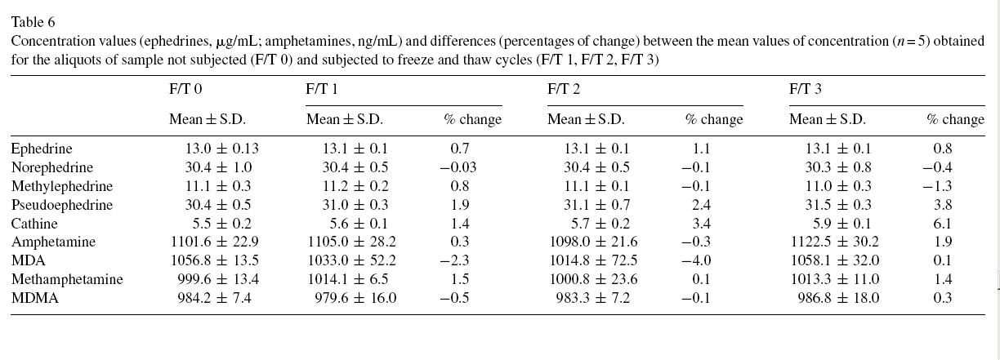 Table 6
Concentration values (ephedrines, μg/mL; amphetamines, ng/mL) and differences (percentages of change) between the mean values of concentration (n = 5) obtained
for the aliquots of sample not subjected (F/T 0) and subjected to freeze and thaw cycles (F/T 1, F/T 2, F/T 3)
F/T 0 F/T 1 F/T 2 F/T 3
Mean ± S.D. Mean ± S.D. % change Mean ± S.D. % change Mean ± S.D. % change
Ephedrine 13.0 ± 0.13 13.1 ± 0.1 0.7 13.1 ± 0.1 1.1 13.1 ± 0.1 0.8
Norephedrine 30.4 ± 1.0 30.4 ± 0.5 −0.03 30.4 ± 0.5 −0.1 30.3 ± 0.8 −0.4
Methylephedrine 11.1 ± 0.3 11.2 ± 0.2 0.8 11.1 ± 0.1 −0.1 11.0 ± 0.3 −1.3
Pseudoephedrine 30.4 ± 0.5 31.0 ± 0.3 1.9 31.1 ± 0.7 2.4 31.5 ± 0.3 3.8
Cathine 5.5 ± 0.2 5.6 ± 0.1 1.4 5.7 ± 0.2 3.4 5.9 ± 0.1 6.1
Amphetamine 1101.6 ± 22.9 1105.0 ± 28.2 0.3 1098.0 ± 21.6 −0.3 1122.5 ± 30.2 1.9
MDA 1056.8 ± 13.5 1033.0 ± 52.2 −2.3 1014.8 ± 72.5 −4.0 1058.1 ± 32.0 0.1
Methamphetamine 999.6 ± 13.4 1014.1 ± 6.5 1.5 1000.8 ± 23.6 0.1 1013.3 ± 11.0 1.4
MDMA 984.2 ± 7.4 979.6 ± 16.0 −0.5 983.3 ± 7.2 −0.1 986.8 ± 18.0 0.3